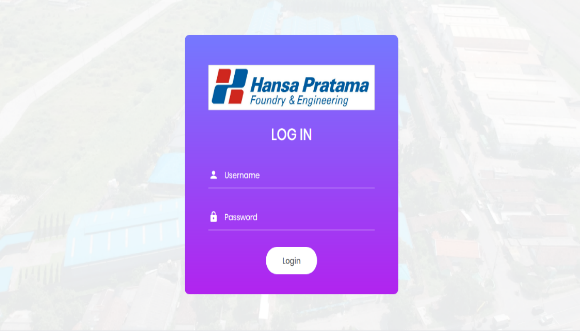 Hansa Pratama
Foundry & Engineering
LOG IN
Username
Password
Login